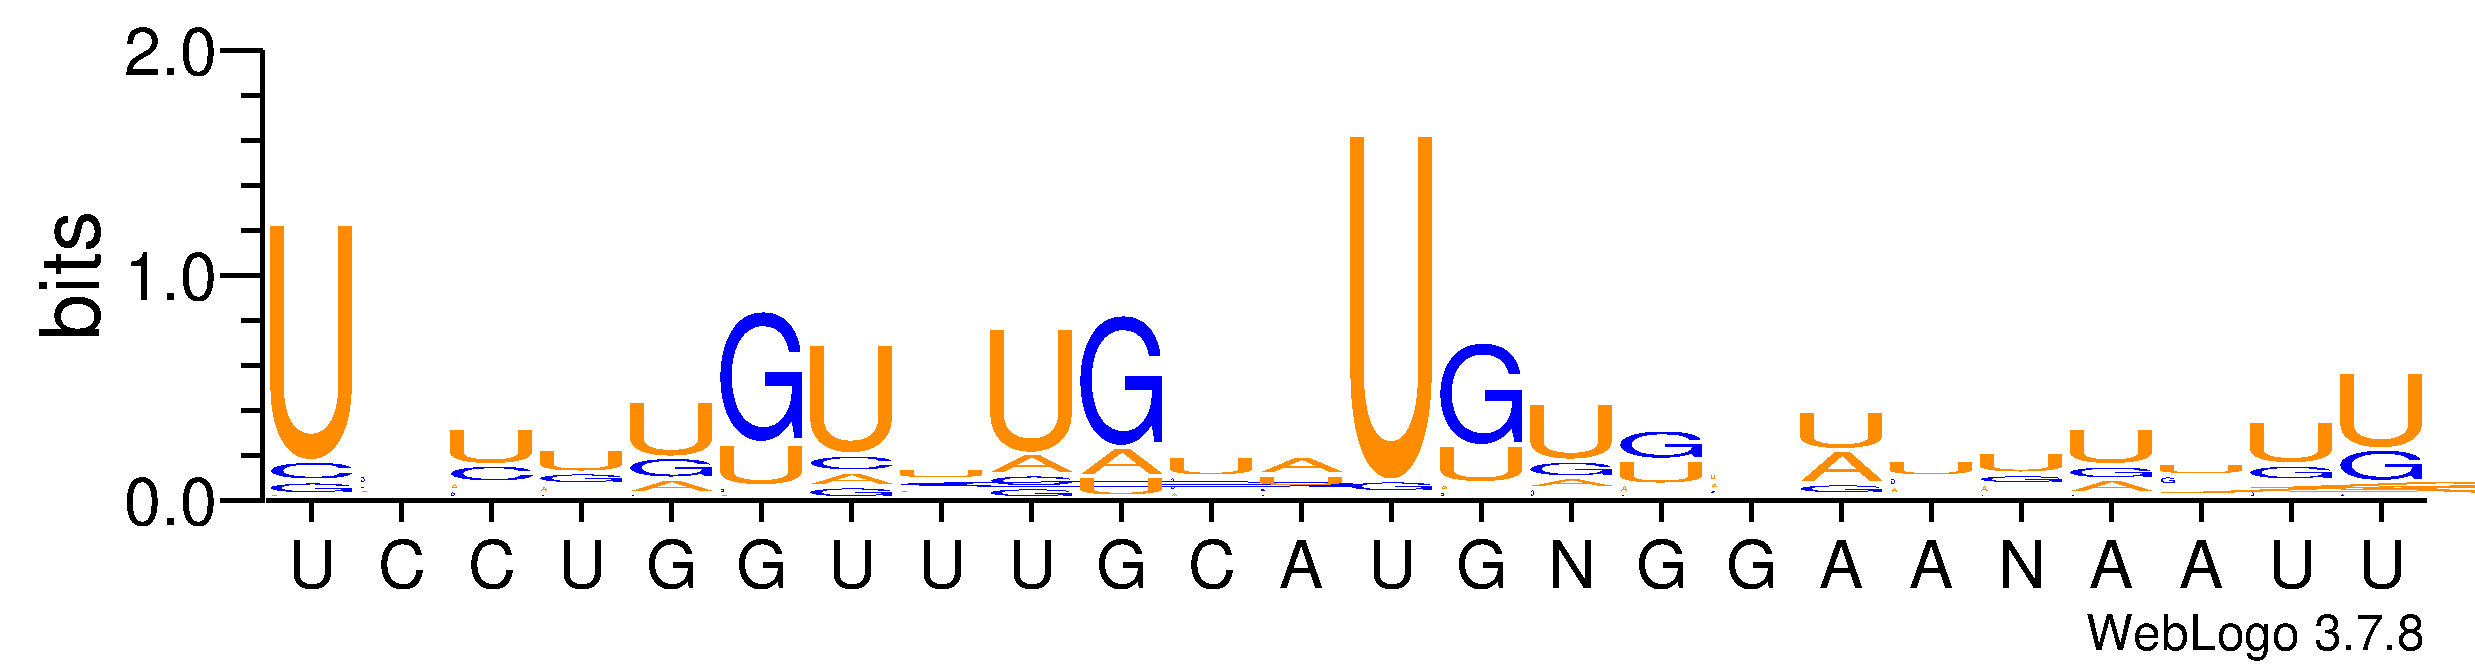 2.0
bits
1.0
0.0
U C C U G G U U U G C A U G N G G A A N A A U U
WebLogo 3.7.8